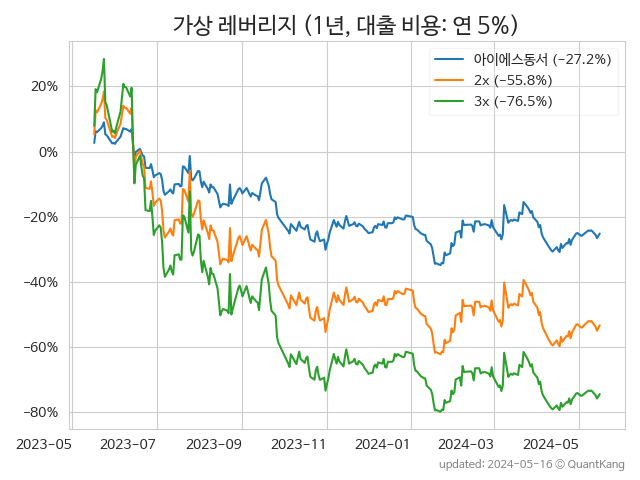 가상 레버리지 (1년, 대출 비용: 연 5%)
아이에스동서 (−27.2%)
2x (−55.8%)
3x (−76.5%)
20%
0%
−20%
−40%
−60%
−80%
2023−05 2023−07 2023−09 2023−11 2024−01 2024−03 2024−05
updated: 2024-05-16 © QuantKang